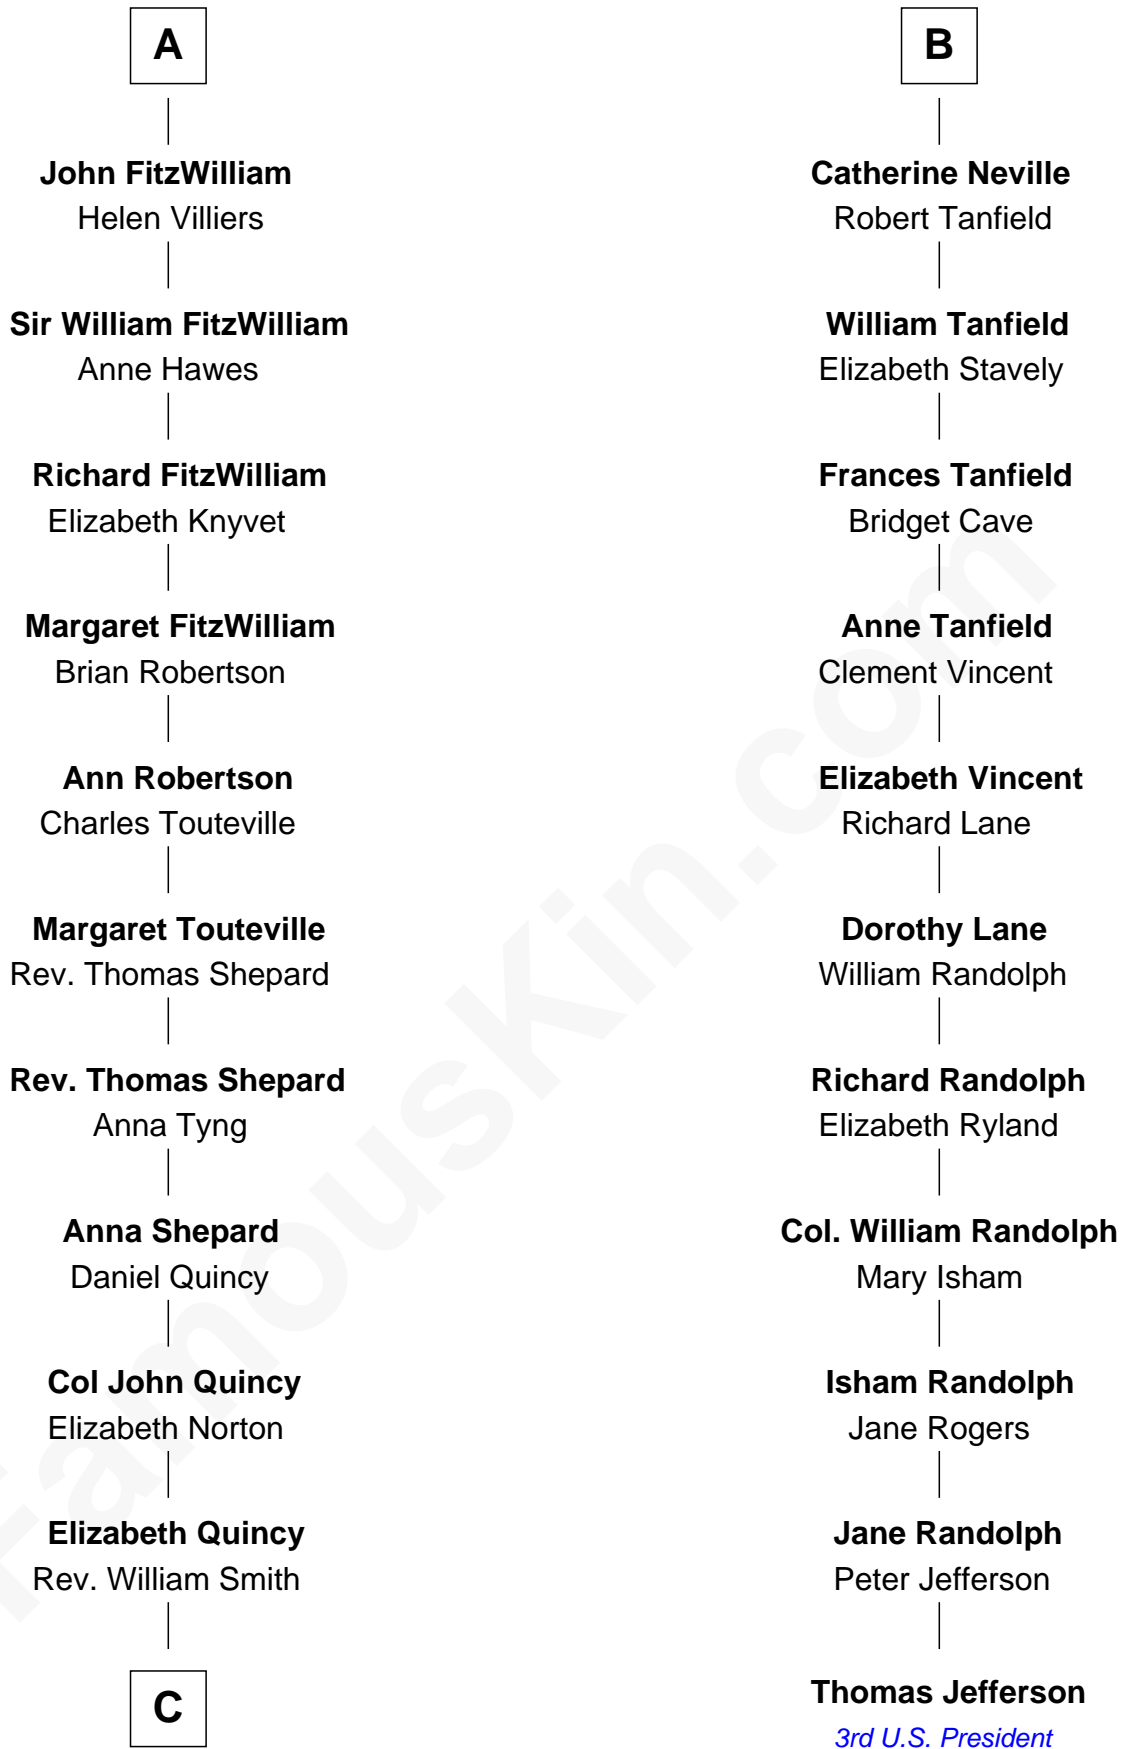 A
John FitzWilliam
Helen Villiers
Sir William FitzWilliam
Anne Hawes
Richard FitzWilliam
Elizabeth Knyvet
Margaret FitzWilliam
Brian Robertson
Ann Robertson
Charles Touteville
Margaret Touteville
Rev. Thomas Shepard
Rev. Thomas Shepard
Anna Tyng
Anna Shepard
Daniel Quincy
Col John Quincy
Elizabeth Norton
Elizabeth Quincy
Rev. William Smith
C
B
Catherine Neville
Robert Tanfield
William Tanfield
Elizabeth Stavely
Frances Tanfield
Bridget Cave
Anne Tanfield
Clement Vincent
Elizabeth Vincent
Richard Lane
Dorothy Lane
William Randolph
Richard Randolph
Elizabeth Ryland
Col. William Randolph
Mary Isham
Isham Randolph
Jane Rogers
Jane Randolph
Peter Jefferson
Thomas Jefferson
3rd U.S. President
FamousKin.com